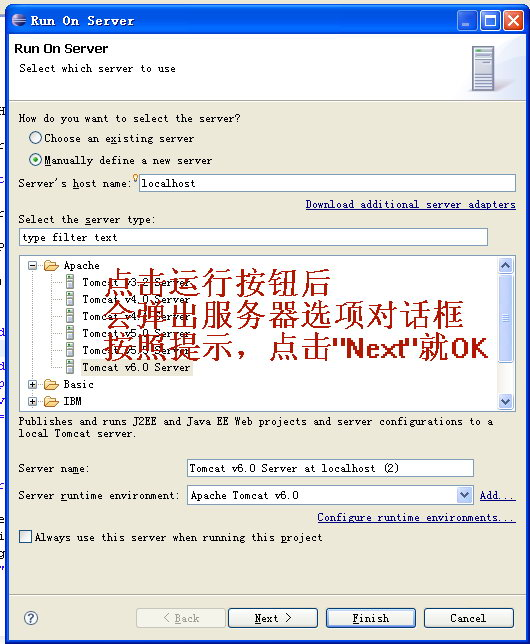 Run On Server
Run On Server
Select which server to use
How do you want to select the server?
Choose an existing server
Manually define a new server
Server's host name:
localhost
Download additional server adapters
Select the server type:
type filter text
Apache
Tomcat v3.2 Server
点击运行按钮后
Tomcat v4.0 Server
Tomcat v4.1 Server
会弹出服务器选项对话框
Tomcat v5.0 Server
Tomcat v5.5 Server
按照提示，点击"Next"就OK
Tomcat v6.0 Server
Basic
IBM
Publishes and runs J2EE and Java EE Web projects and server configurations to a
local Tomcat server.
Server name:
Tomcat v6.0 Server at localhost (2)
Server runtime environment:
Apache Tomcat v6.0
Add...
Configure runtime environments...
Always use this server when running this project
?
< Back
Next >
Finish
Cancel